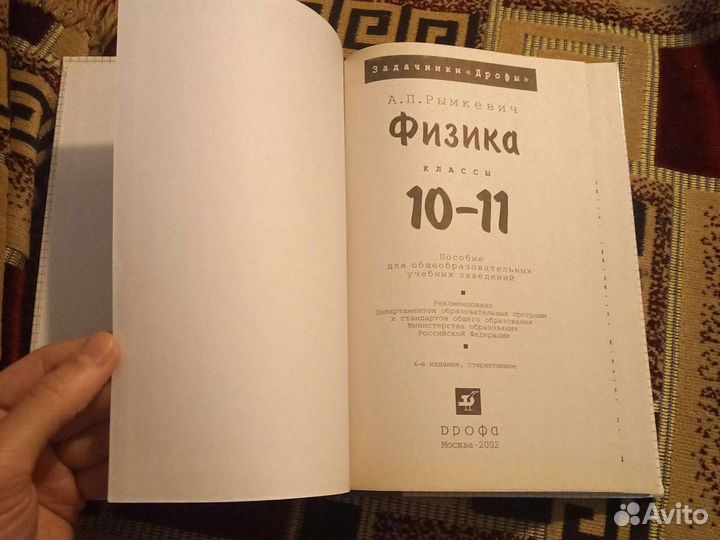 Задачники «Дрофы»
А.П.Рымкевич
Физика
КЛАССЫ
10-11
Пособие
для общеобразовательных
учебных заведений
Рекомендовано
Департаментом образовательных программ
и стандартов общего образования
Министерства образования
Российской Федерации
6-е издание, стереотипное
Дрофа
Москва·2002
Avito